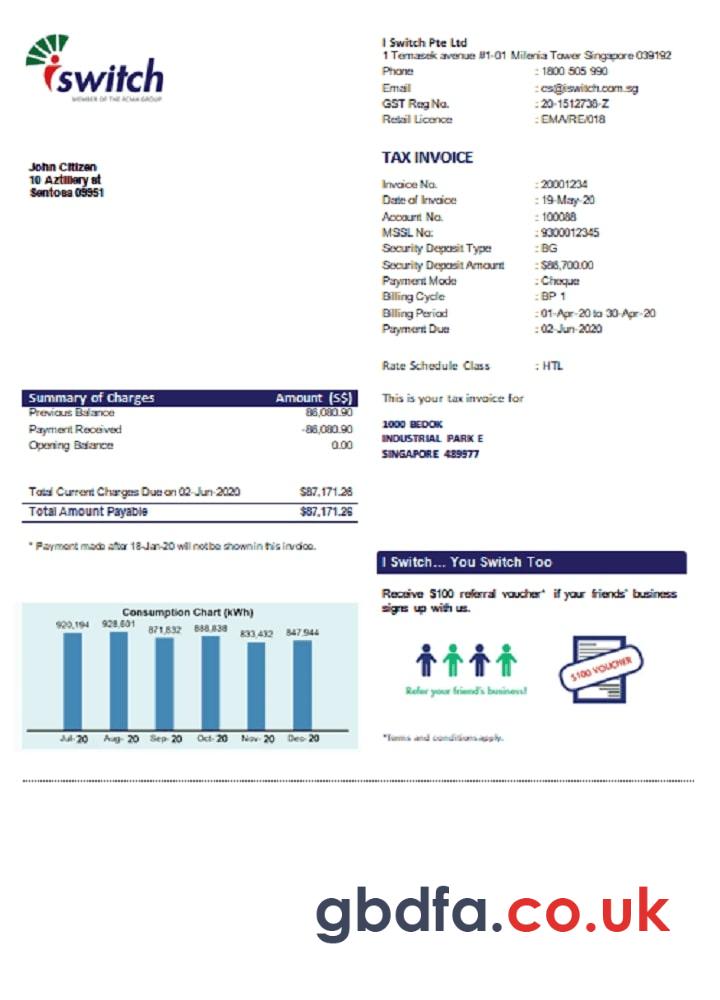 iswitch
MEMBER OF THE ACMA GROUP
I Switch Pte Ltd
1 Temasek avenue #1-01 Milenia Tower Singapore 039192
Phone : 1800 505 990
Email : cs@iswitch.com.sg
GST Reg No. : 20-1512738-Z
Retail Licence : EMA/RE/018
John Citizen
10 Aztillery st
Sentosa 09951
TAX INVOICE
Invoice No. : 20001234
Date of Invoice : 19-May-20
Account No. : 100088
MSSL No: : 9300012345
Security Deposit Type : BG
Security Deposit Amount : $86,700.00
Payment Mode : Cheque
Billing Cycle : BP 1
Billing Period : 01-Apr-20 to 30-Apr-20
Payment Due : 02-Jun-2020
Rate Schedule Class : HTL
This is your tax invoice for
1000 BEDOK
INDUSTRIAL PARK E
SINGAPORE 489977
Summary of Charges Amount (S$)
Previous Balance 86,080.90
Payment Received -86,080.90
Opening Balance 0.00
Total Current Charges Due on 02-Jun-2020 $87,171.26
Total Amount Payable $87,171.26
* Payment made after 18-Jan-20 will not be shown in this invoice.
I Switch... You Switch Too
Receive $100 referral voucher* if your friends' business
signs up with us.
$100 VOUCHER
Refer your friend's business!
*Terms and conditions apply.
Consumption Chart (kWh)
920,194 928,601 871,832 888,838 833,432 847,944
Jul- 20 Aug- 20 Sep- 20 Oct- 20 Nov- 20 Dec- 20
gbdfa.co.uk